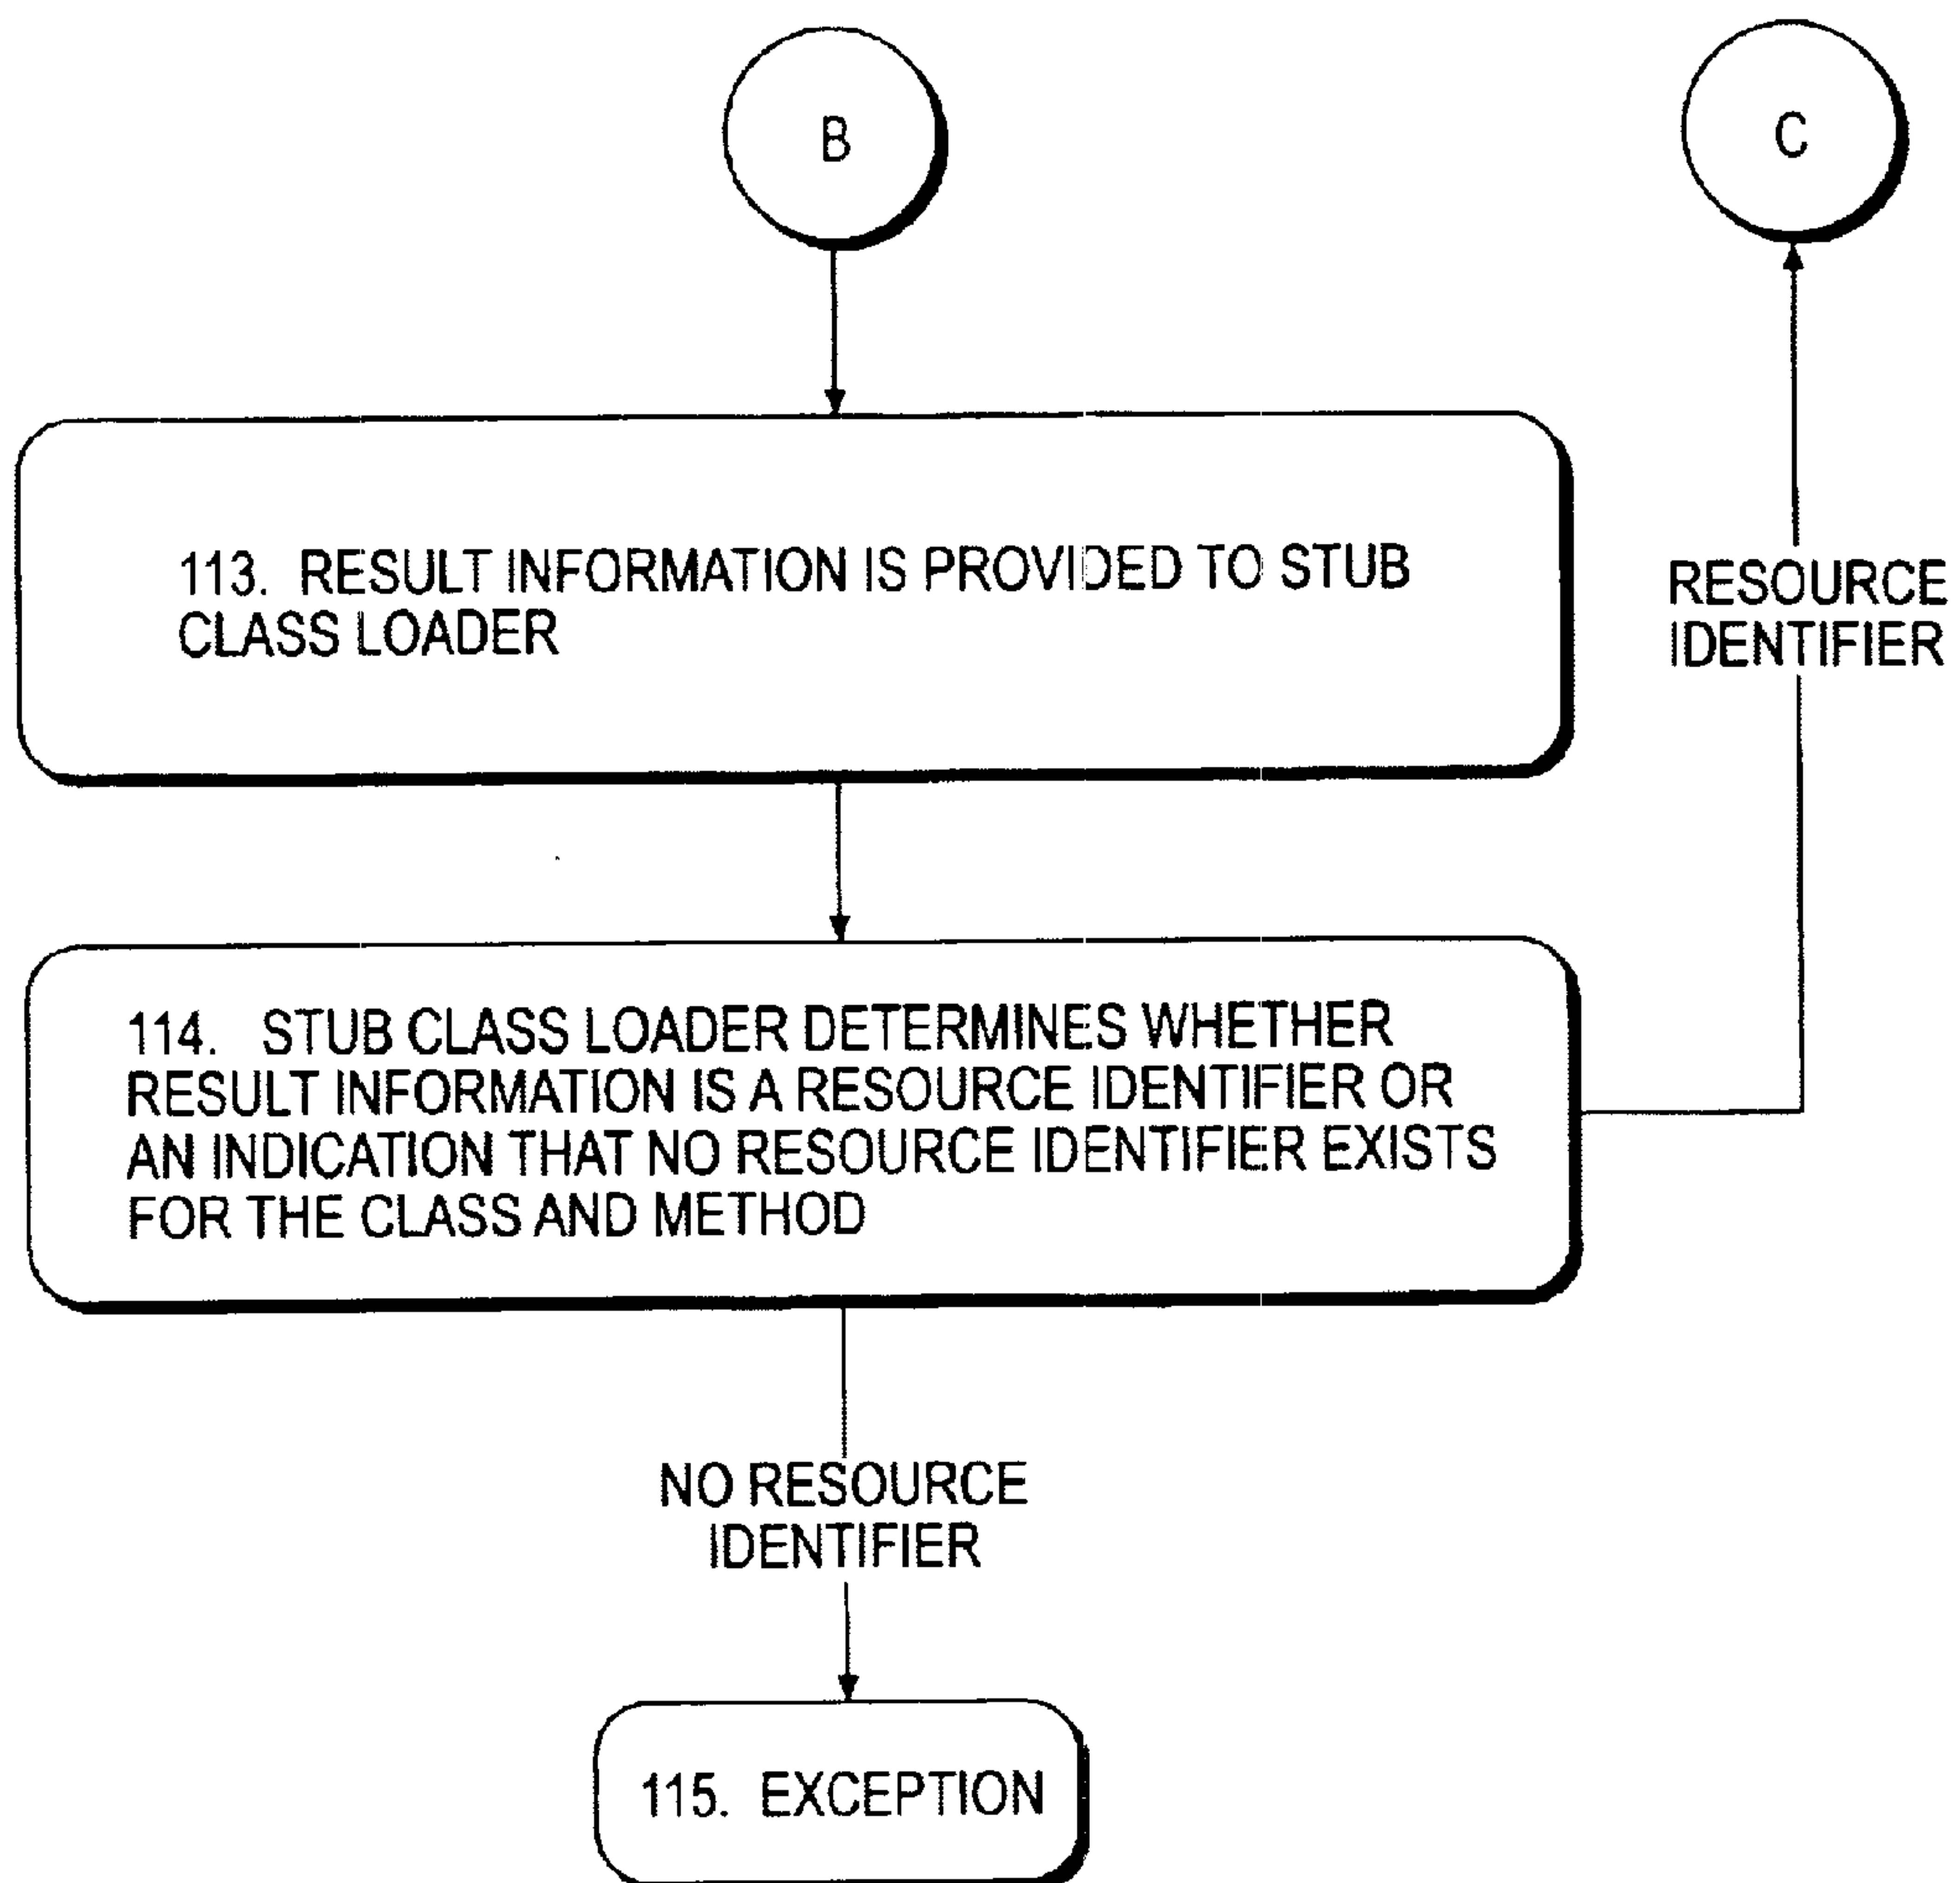 B
C
113. RESULT INFORMATION IS PROVIDED TO STUB
CLASS LOADER
RESOURCE
IDENTIFIER
114. STUB CLASS LOADER DETERMINES WHETHER
RESULT INFORMATION IS A RESOURCE IDENTIFIER OR
AN INDICATION THAT NO RESOURCE IDENTIFIER EXISTS
FOR THE CLASS AND METHOD
NO RESOURCE
IDENTIFIER
115. EXCEPTION